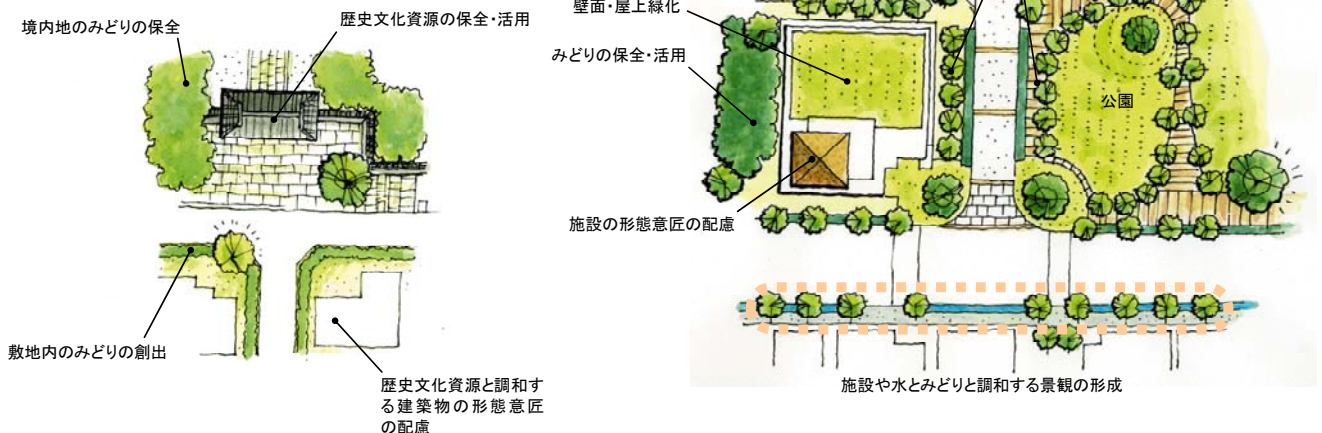 境内地のみどりの保全
歴史文化資源の保全・活用
敷地内のみどりの創出
歴史文化資源と調和す
る建築物の形態意匠
の配慮
壁面・屋上緑化
みどりの保全・活用
公園
施設の形態意匠の配慮
施設や水とみどりと調和する景観の形成